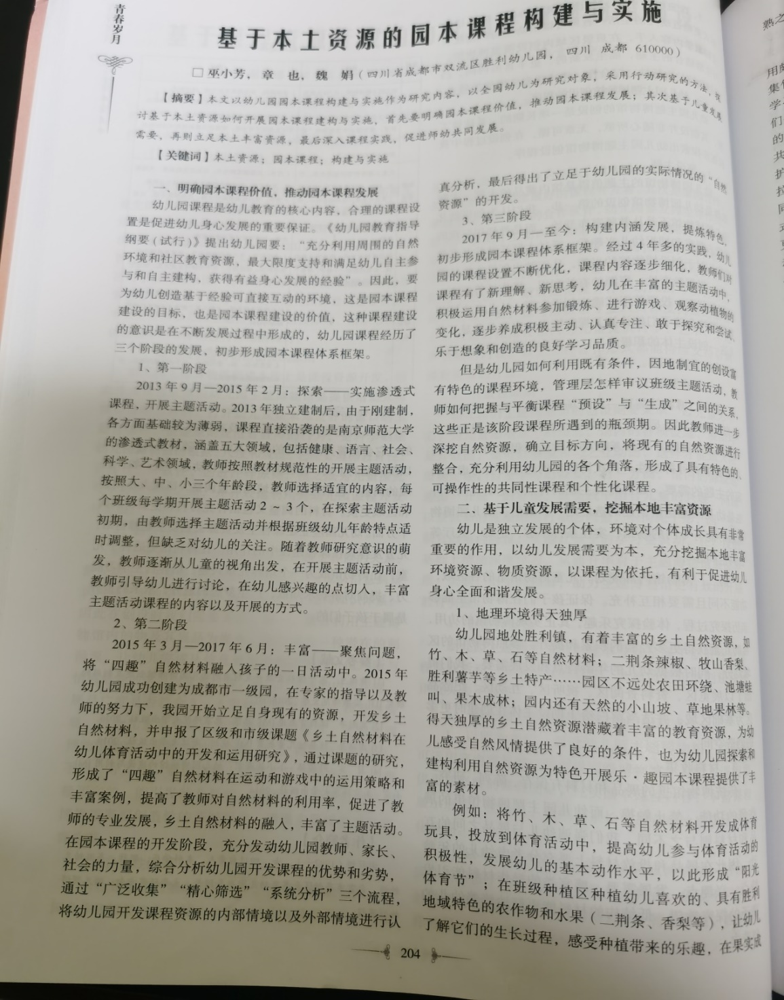 青春岁月
基于本土资源的园本课程构建与实施
□ 巫小芳，章 也，魏 娟（四川省成都市双流区胜利幼儿园，四川 成都 610000）
【摘要】本文以幼儿园园本课程构建与实施作为研究内容，以全园幼儿为研究对象，采用行动研究的方法，探
讨基于本土资源如何开展园本课程建构与实施，首先要明确园本课程价值，推动园本课程发展；其次基于儿童发展
需要，再则立足本土丰富资源，最后深入课程实践，促进师幼共同发展。
【关键词】本土资源；园本课程；构建与实施
一、明确园本课程价值，推动园本课程发展
幼儿园课程是幼儿教育的核心内容，合理的课程设
置是促进幼儿身心发展的重要保证。《幼儿园教育指导
纲要（试行）》提出幼儿园要：“充分利用周围的自然
环境和社区教育资源，最大限度支持和满足幼儿自主参
与和自主建构，获得有益身心发展的经验”。因此，要
为幼儿创造基于经验可直接互动的环境，这是园本课程
建设的目标，也是园本课程建设的价值，这种课程建设
的意识是在不断发展过程中形成的，幼儿园课程经历了
三个阶段的发展，初步形成园本课程体系框架。
1、第一阶段
2013 年 9 月—2015 年 2 月：探索——实施渗透式
课程，开展主题活动。2013 年独立建制后，由于刚建制，
各方面基础较为薄弱，课程直接沿袭的是南京师范大学
的渗透式教材，涵盖五大领域，包括健康、语言、社会、
科学、艺术领域，教师按照教材规范性的开展主题活动，
按照大、中、小三个年龄段，教师选择适宜的内容，每
个班级每学期开展主题活动 2 ～ 3 个，在探索主题活动
初期，由教师选择主题活动并根据班级幼儿年龄特点适
时调整，但缺乏对幼儿的关注。随着教师研究意识的萌
发，教师逐渐从儿童的视角出发，在开展主题活动前，
教师引导幼儿进行讨论，在幼儿感兴趣的点切入，丰富
主题活动课程的内容以及开展的方式。
2、第二阶段
2015 年 3 月—2017 年 6 月：丰富——聚焦问题，
将“四趣”自然材料融入孩子的一日活动中。2015 年
幼儿园成功创建为成都市一级园，在专家的指导以及教
师的努力下，我园开始立足自身现有的资源，开发乡土
自然材料，并申报了区级和市级课题《乡土自然材料在
幼儿体育活动中的开发和运用研究》，通过课题的研究，
形成了“四趣”自然材料在运动和游戏中的运用策略和
丰富案例，提高了教师对自然材料的利用率，促进了教
师的专业发展，乡土自然材料的融入，丰富了主题活动。
在园本课程的开发阶段，充分发动幼儿园教师、家长、
社会的力量，综合分析幼儿园开发课程的优势和劣势，
通过“广泛收集”“精心筛选”“系统分析”三个流程，
将幼儿园开发课程资源的内部情境以及外部情境进行认
真分析，最后得出了立足于幼儿园的实际情况的“自然
资源”的开发。
3、第三阶段
2017 年 9 月—至今：构建内涵发展，提炼特色，
初步形成园本课程体系框架。经过 4 年多的实践，幼儿
园的课程设置不断优化，课程内容逐步细化，教师们对
课程有了新理解、新思考，幼儿在丰富的主题活动中，
积极运用自然材料参加锻炼、进行游戏、观察动植物的
变化，逐步养成积极主动、认真专注、敢于探究和尝试、
乐于想象和创造的良好学习品质。
但是幼儿园如何利用既有条件，因地制宜的创设富
有特色的课程环境，管理层怎样审议班级主题活动，教
师如何把握与平衡课程“预设”与“生成”之间的关系，
这些正是该阶段课程所遇到的瓶颈期。因此教师进一步
深挖自然资源，确立目标方向，将现有的自然资源进行
整合，充分利用幼儿园的各个角落，形成了具有特色的、
可操作性的共同性课程和个性化课程。
二、基于儿童发展需要，挖掘本地丰富资源
幼儿是独立发展的个体，环境对个体成长具有非常
重要的作用，以幼儿发展需要为本，充分挖掘本地丰富
环境资源、物质资源，以课程为依托，有利于促进幼儿
身心全面和谐发展。
1、地理环境得天独厚
幼儿园地处胜利镇，有着丰富的乡土自然资源，如
竹、木、草、石等自然材料；二荆条辣椒、牧山香梨、
胜利薯芋等乡土特产……园区不远处农田环绕、池塘蛙
叫、果木成林；园内还有天然的小山坡、草地果林等。
得天独厚的乡土自然资源潜藏着丰富的教育资源，为幼
儿感受自然风情提供了良好的条件，也为幼儿园探索和
建构利用自然资源为特色开展乐·趣园本课程提供了丰
富的素材。
例如：将竹、木、草、石等自然材料开发成体育
玩具，投放到体育活动中，提高幼儿参与体育活动的
积极性，发展幼儿的基本动作水平，以此形成“阳光
体育节”；在班级种植区种植幼儿喜欢的、具有胜利
地域特色的农作物和水果（二荆条、香梨等），让幼儿
了解它们的生长过程，感受种植带来的乐趣，在果实成
204
熟之
用
集
学
们
的
共
护